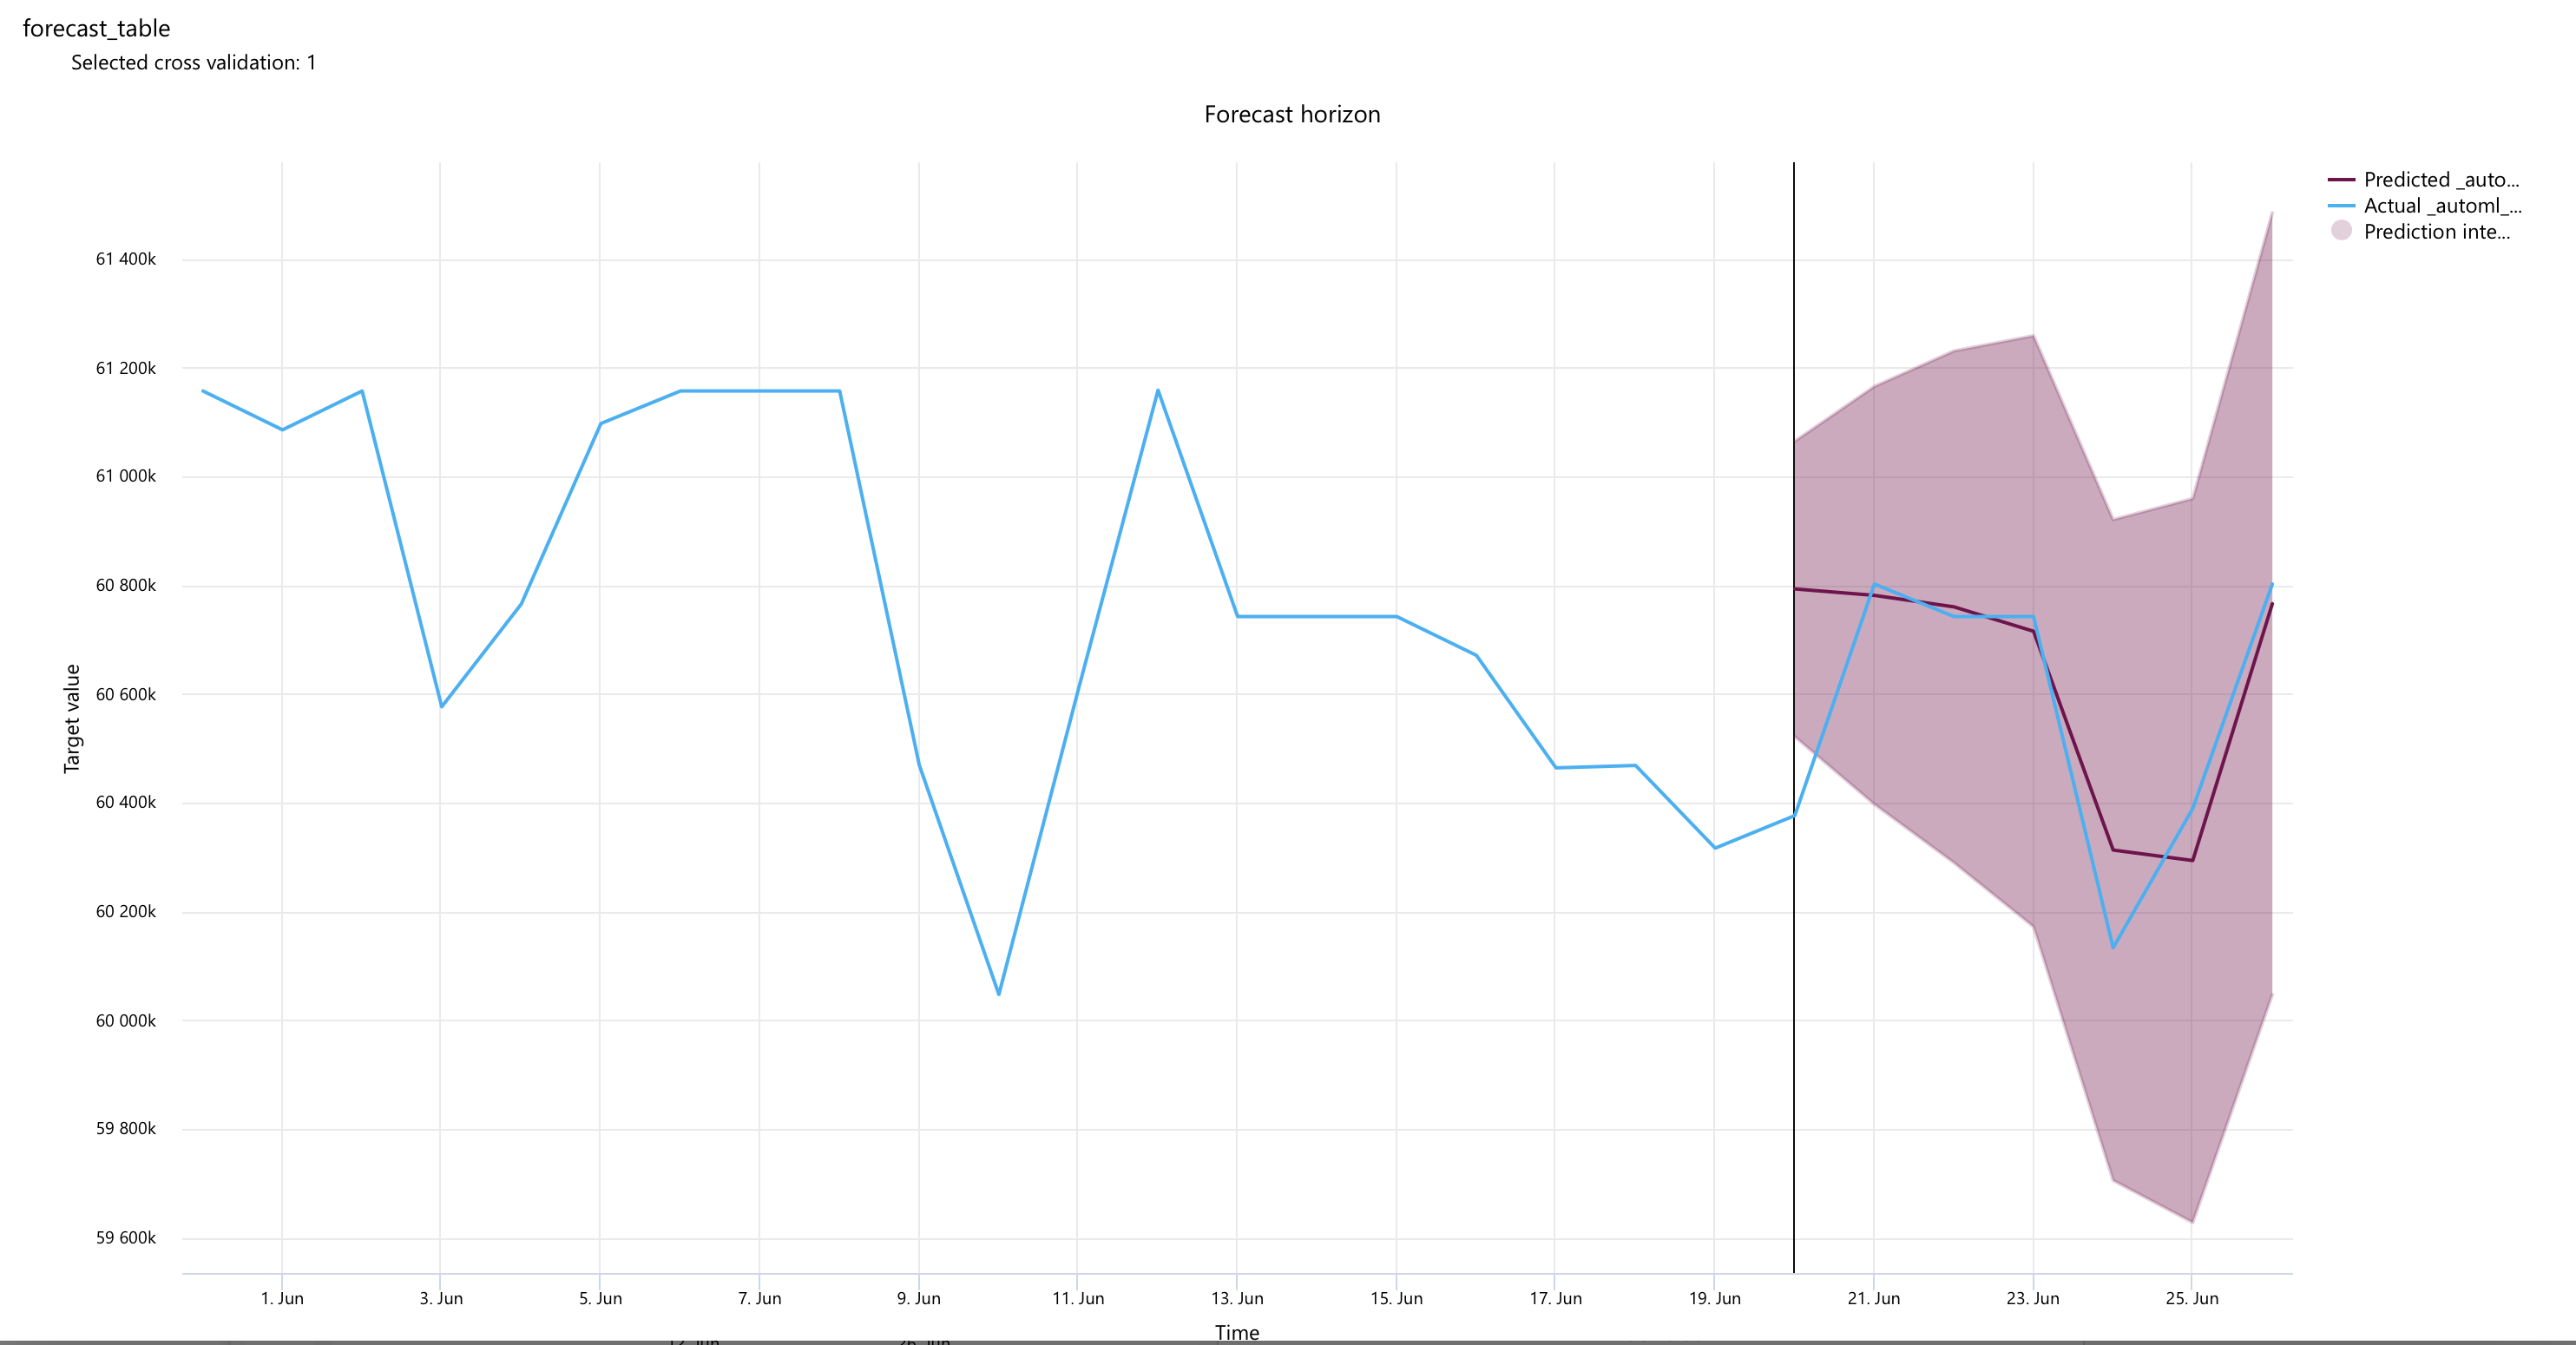 forecast_table
Selected cross validation: 1
Forecast horizon
Predicted _auto...
Actual _automl_...
Prediction inte...
61 400k
61 200k
61 000k
60 800k
60 600k
60 400k
60 200k
60 000k
59 800k
59 600k
Target value
1. Jun
3. Jun
5. Jun
7. Jun
9. Jun
11. Jun
13. Jun
15. Jun
17. Jun
19. Jun
21. Jun
23. Jun
25. Jun
Time